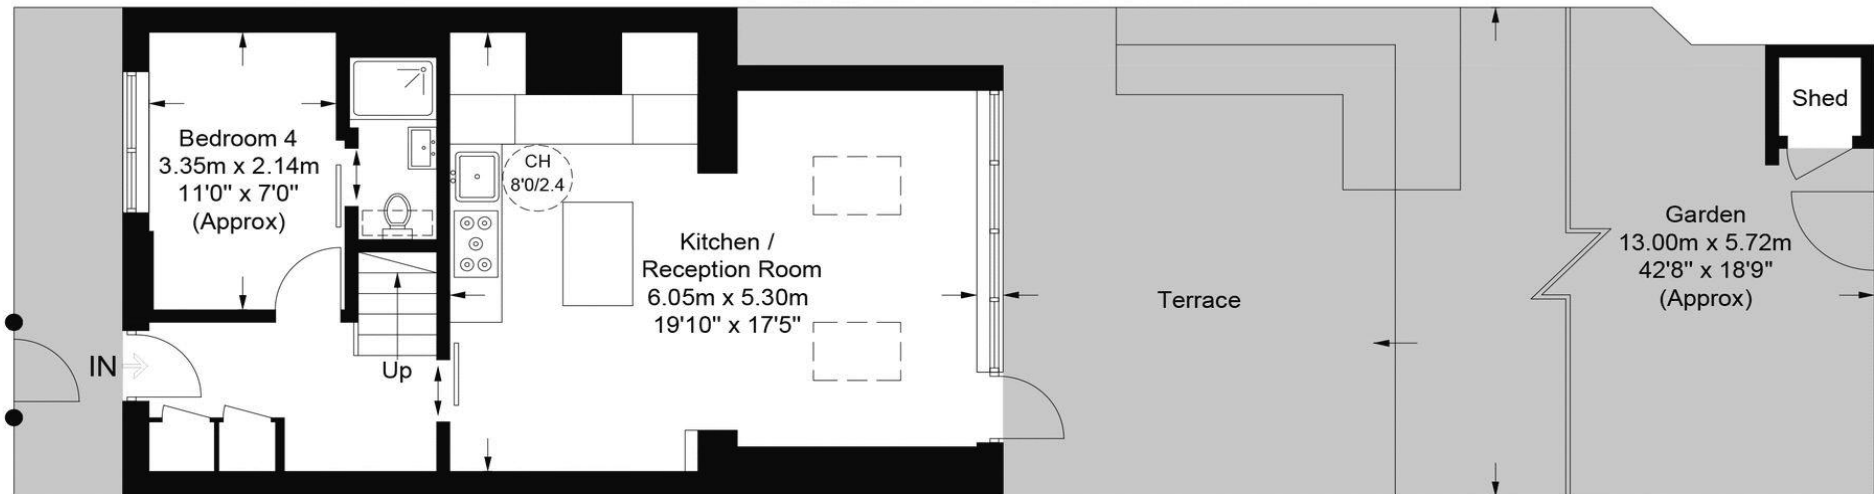 Bedroom 4
3.35m x 2.14m
11'0" x 7'0"
(Approx)
CH
8'0/2.4
Kitchen /
Reception Room
6.05m x 5.30m
19'10" x 17'5"
IN
Up
Terrace
Shed
Garden
13.00m x 5.72m
42'8" x 18'9"
(Approx)